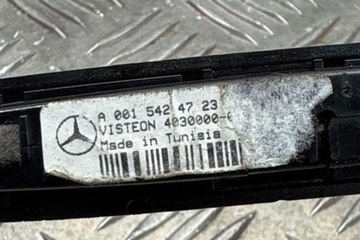 A 001 542 47 23
VISTEON 4030000-
Made in Tunisia